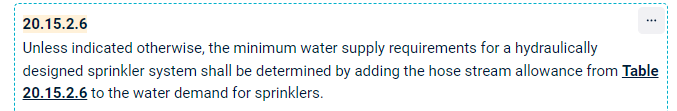 20.15.2.6
Unless indicated otherwise, the minimum water supply requirements for a hydraulically
designed sprinkler system shall be determined by adding the hose stream allowance from Table
20.15.2.6 to the water demand for sprinklers.